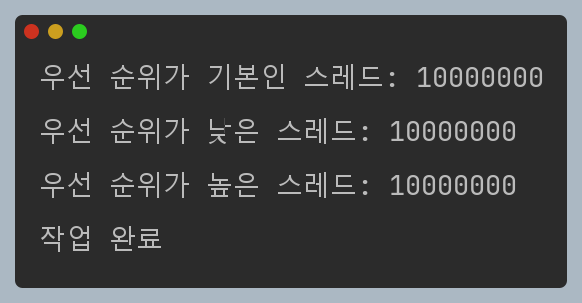 우선 순위가 기본인 스레드: 10000000
우선 순위가 낮은 스레드: 10000000
우선 순위가 높은 스레드: 10000000
작업 완료